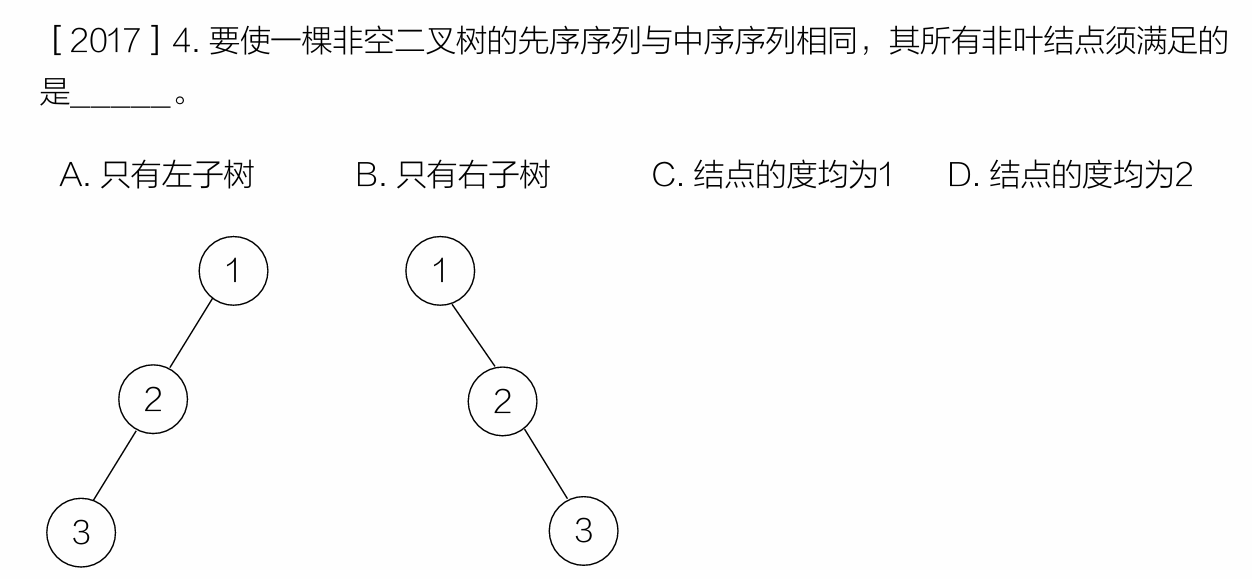 [ 2017 ] 4. 要使一棵非空二叉树的先序序列与中序序列相同，其所有非叶结点须满足的
是______。
A. 只有左子树 B. 只有右子树 C. 结点的度均为1 D. 结点的度均为2
1 1
2 2
3 3